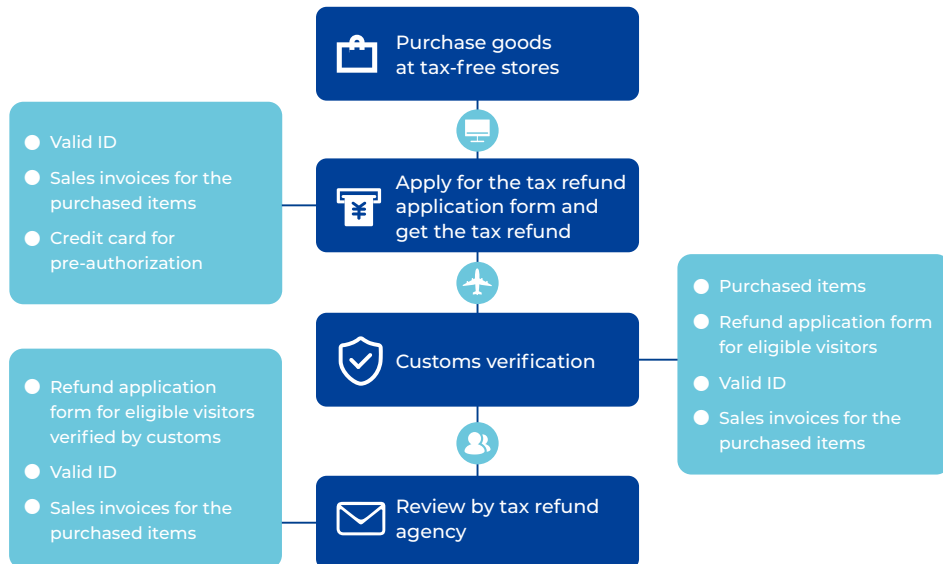 Purchase goods
at tax-free stores
Valid ID
Sales invoices for the
purchased items
Credit card for
pre-authorization
¥
Apply for the tax refund
application form and
get the tax refund
Purchased items
Refund application form
for eligible visitors
Valid ID
Sales invoices for the
purchased items
Customs verification
Refund application
form for eligible visitors
verified by customs
Valid ID
Sales invoices for the
purchased items
Review by tax refund
agency